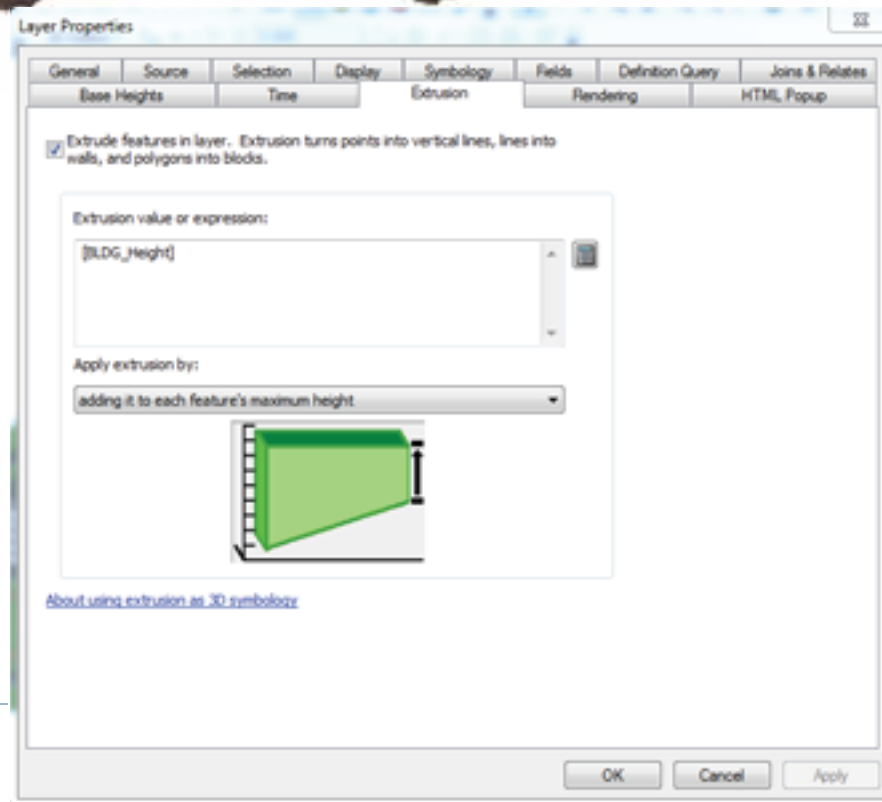 Layer Properties
General Source Selection Display Symbology Fields Definition Query Joins & Relates
Base Heights Time Extrusion Rendering HTML Popup
Extrude features in layer. Extrusion turns points into vertical lines, lines into
walls, and polygons into blocks.
Extrusion value or expression:
[BLDG_Height]
Apply extrusion by:
adding it to each feature's maximum height
About using extrusion as 3D symbology
OK Cancel Apply